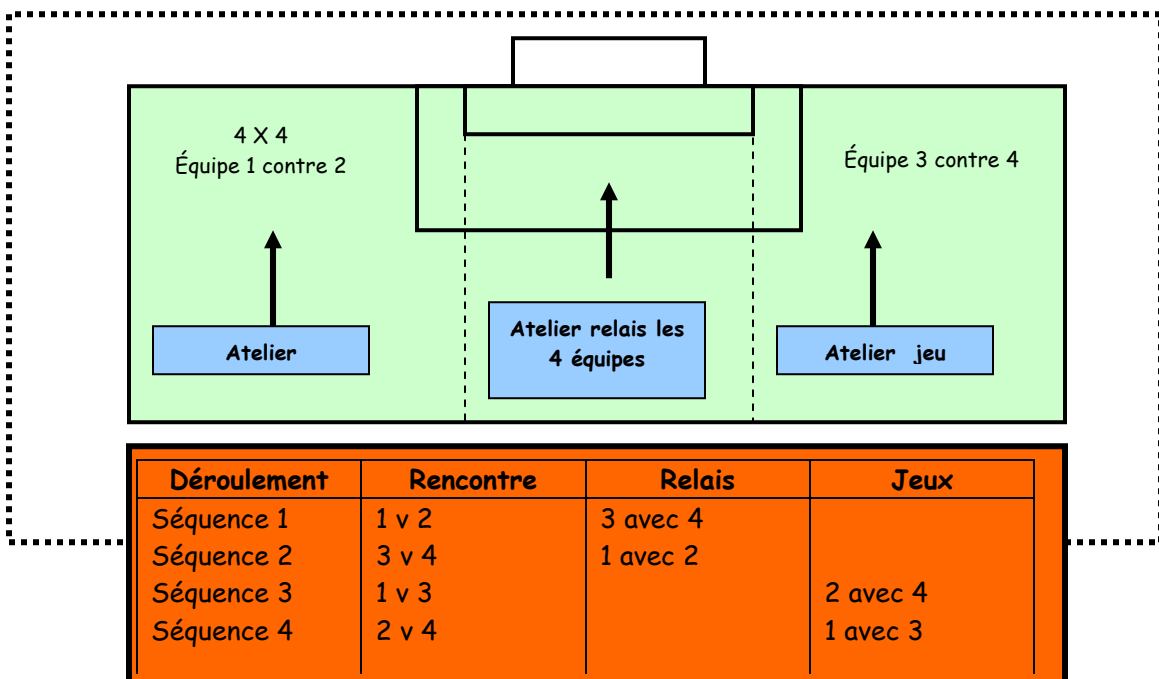 4 X 4
Équipe 1 contre 2
Équipe 3 contre 4
Atelier
Atelier relais les
4 équipes
Atelier jeu
Déroulement Rencontre Relais Jeux
Séquence 1 1 v 2 3 avec 4
Séquence 2 3 v 4 1 avec 2
Séquence 3 1 v 3 2 avec 4
Séquence 4 2 v 4 1 avec 3